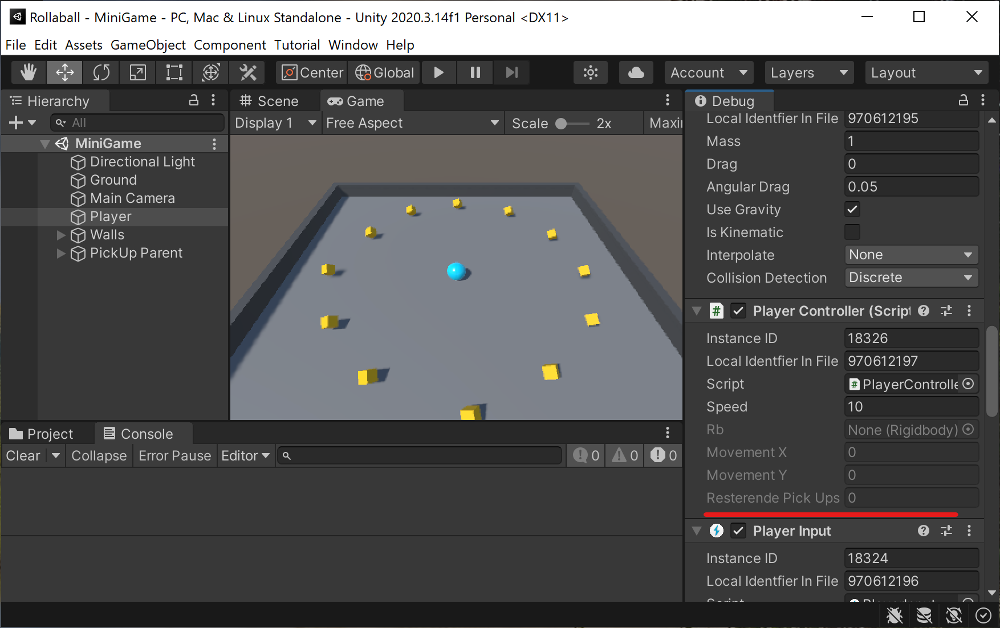 Rollaball - MiniGame - PC, Mac & Linux Standalone - Unity 2020.3.14f1 Personal <DX11>
File Edit Assets GameObject Component Tutorial Window Help
Center Global Account Layers Layout
Hierarchy
All
MiniGame
Directional Light
Ground
Main Camera
Player
Walls
PickUp Parent
Scene Game
Display 1 Free Aspect Scale 2x Maxi
Project Console
Clear Collapse Error Pause Editor 0 0 0
Debug
Local Identfier In File 970612195
Mass 1
Drag 0
Angular Drag 0.05
Use Gravity
Is Kinematic
Interpolate None
Collision Detection Discrete
# Player Controller (Script
Instance ID 18326
Local Identfier In File 970612197
Script # PlayerControlle
Speed 10
Rb None (Rigidbody)
Movement X 0
Movement Y 0
Resterende Pick Ups 0
Player Input
Instance ID 18324
Local Identfier In File 970612196